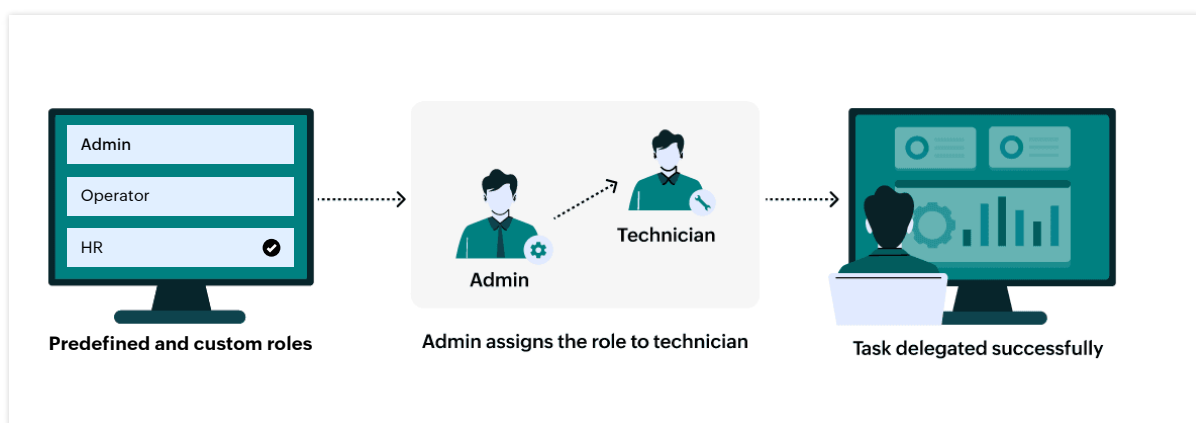 Admin
Operator
HR
Predefined and custom roles
Technician
Admin
Admin assigns the role to technician
Task delegated successfully